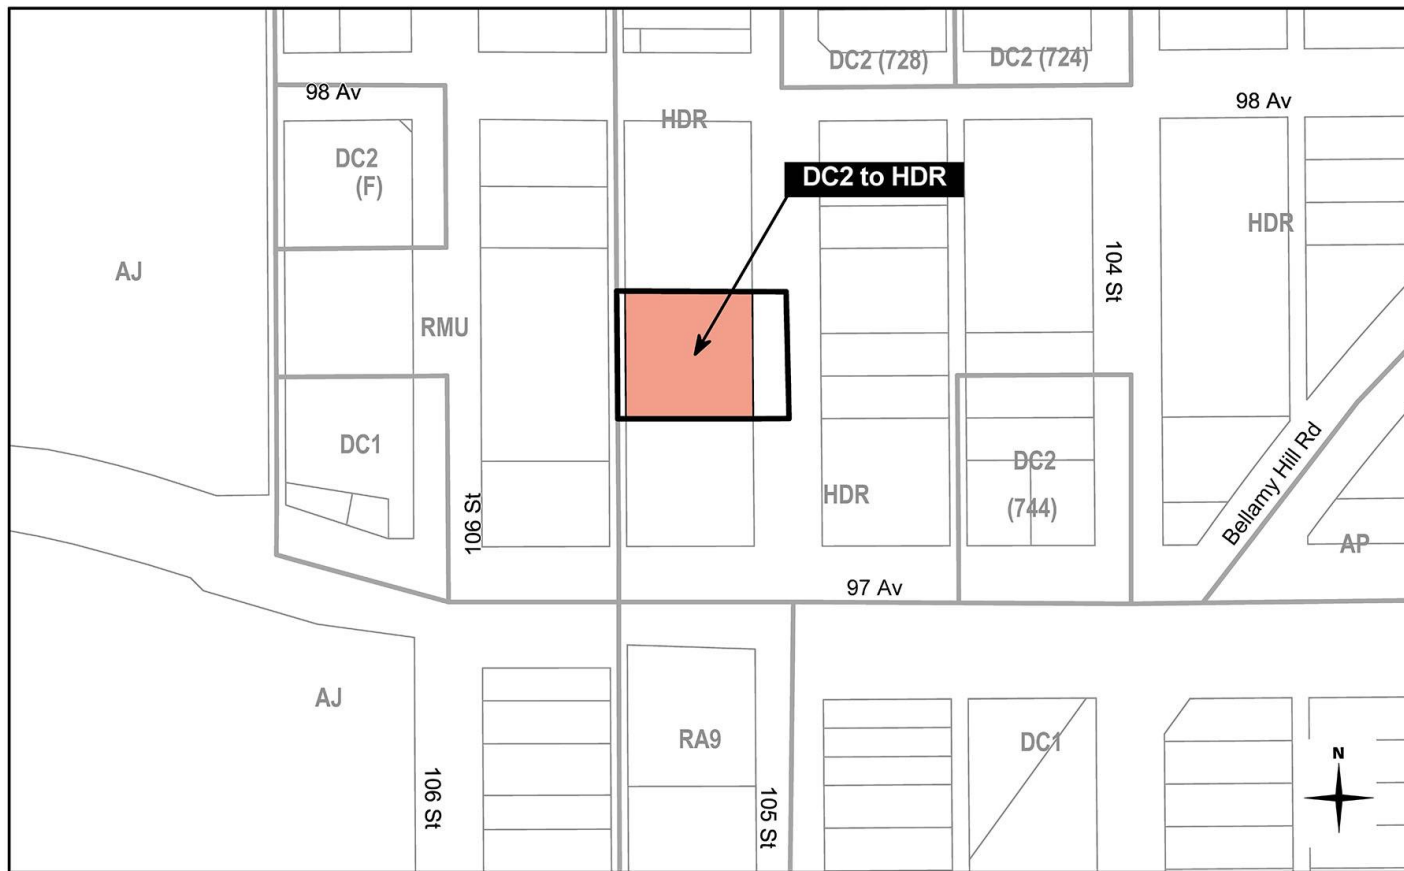 DC2 (728)
DC2 (724)
98 Av
98 Av
HDR
DC2
(F)
DC2 to HDR
HDR
AJ
104 St
RMU
DC1
DC2
(744)
HDR
106 St
Bellamy Hill Rd
AP
97 Av
AJ
RA9
DC1
106 St
105 St
N